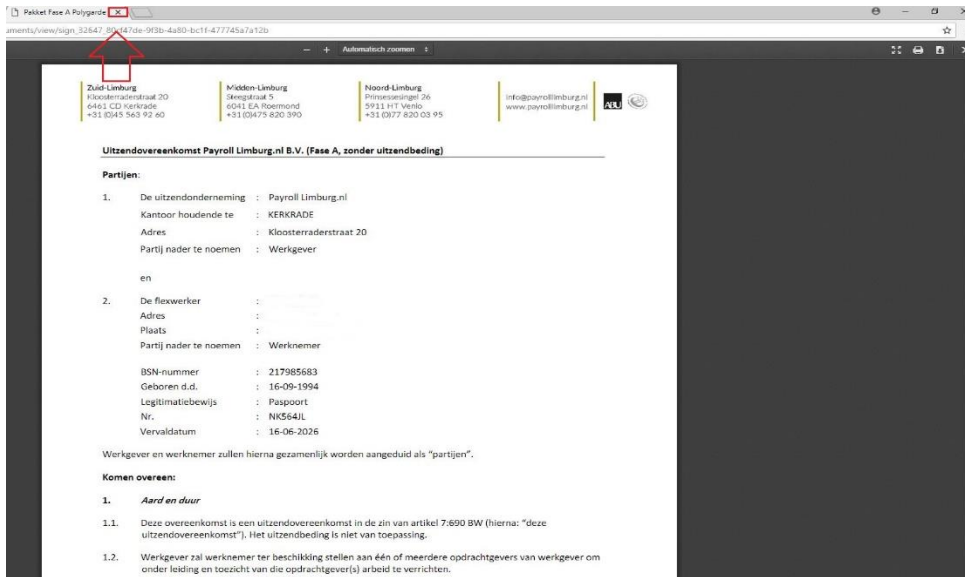 Pakket Fase A Polygarde
uments/view/sign_32647_80d47de-9f3b-4a80-bc1f-477745a7a12b
Automatisch zoomen
Zuid-Limburg
Kloosterraderstraat 20
6461 CD Kerkrade
+31 (0)45 563 92 60
Midden-Limburg
Steegstraat 5
6041 EA Roermond
+31 (0)475 820 390
Noord-Limburg
Prinsessesingel 26
5911 HT Venlo
+31 (0)77 820 03 95
info@payrolllimburg.nl
www.payrolllimburg.nl
ABU
Uitzendovereenkomst Payroll Limburg.nl B.V. (Fase A, zonder uitzendbeding)
Partijen:
1. De uitzendonderneming : Payroll Limburg.nl
Kantoor houdende te : KERKRADE
Adres : Kloosterraderstraat 20
Partij nader te noemen : Werkgever
en
2. De flexwerker :
Adres :
Plaats :
Partij nader te noemen : Werknemer
BSN-nummer : 217985683
Geboren d.d. : 16-09-1994
Legitimatiebewijs : Paspoort
Nr. : NK564JL
Vervaldatum : 16-06-2026
Werkgever en werknemer zullen hierna gezamenlijk worden aangeduid als “partijen”.
Komen overeen:
1. Aard en duur
1.1. Deze overeenkomst is een uitzendovereenkomst in de zin van artikel 7:690 BW (hierna: “deze
uitzendovereenkomst”). Het uitzendbeding is niet van toepassing.
1.2. Werkgever zal werknemer ter beschikking stellen aan één of meerdere opdrachtgevers van werkgever om
onder leiding en toezicht van die opdrachtgever(s) arbeid te verrichten.